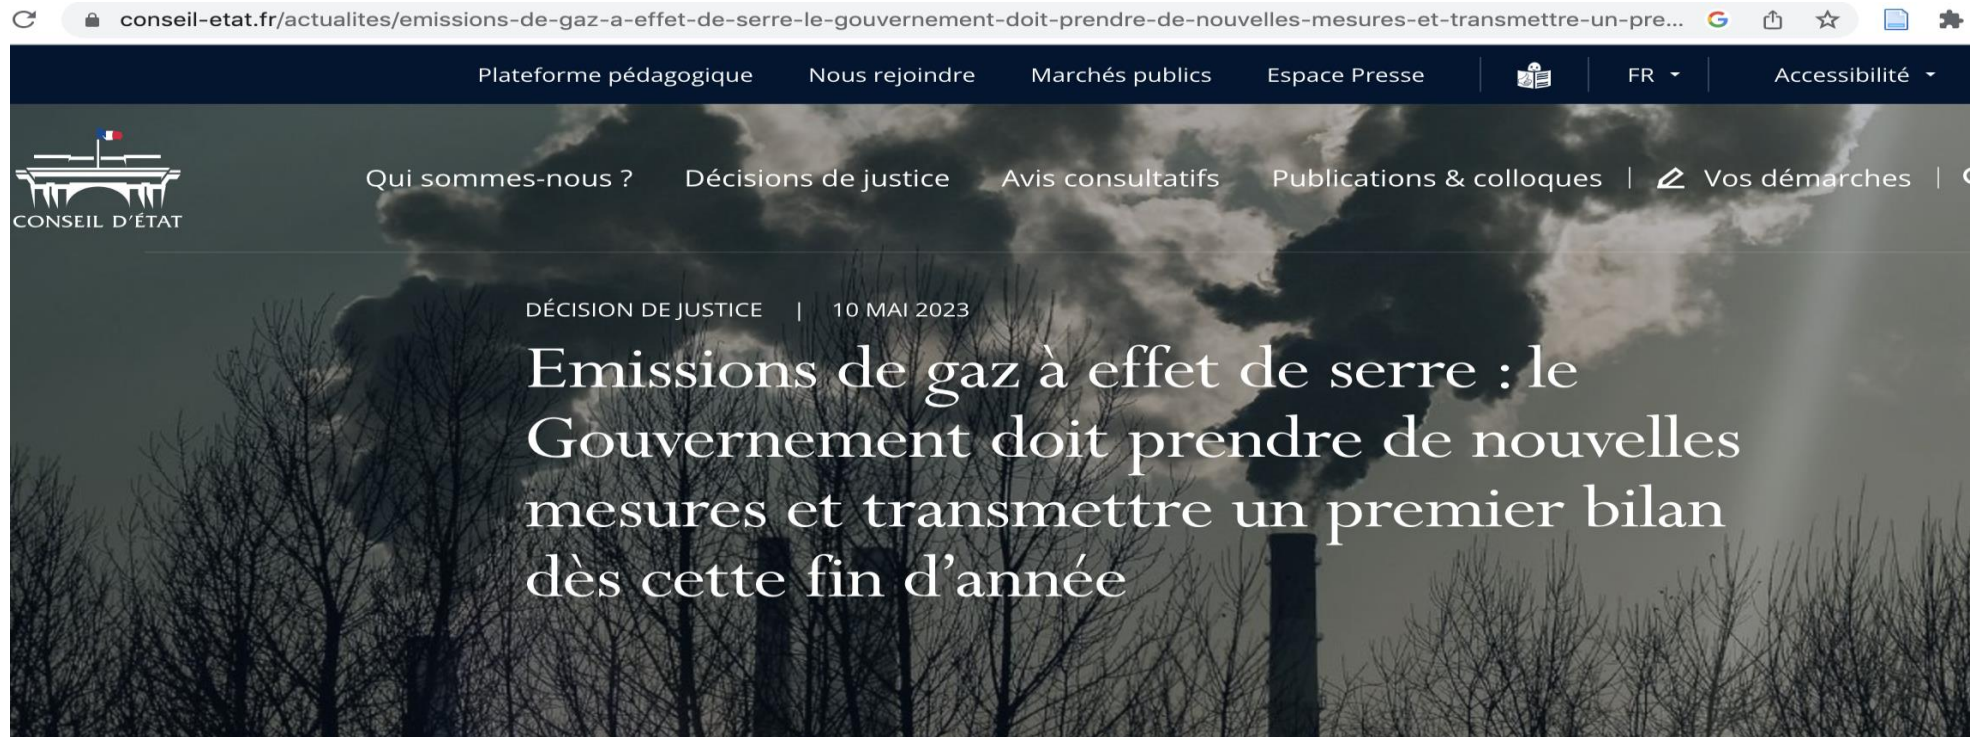 conseil-etat.fr/actualites/emissions-de-gaz-a-effet-de-serre-le-gouvernement-doit-prendre-de-nouvelles-mesures-et-transmettre-un-pre...
Plateforme pédagogique Nous rejoindre Marchés publics Espace Presse FR Accessibilité
CONSEIL D'ÉTAT
Qui sommes-nous ? Décisions de justice Avis consultatifs Publications & colloques | Vos démarches |
DÉCISION DE JUSTICE | 10 MAI 2023
Emissions de gaz à effet de serre : le
Gouvernement doit prendre de nouvelles
mesures et transmettre un premier bilan
dès cette fin d’année